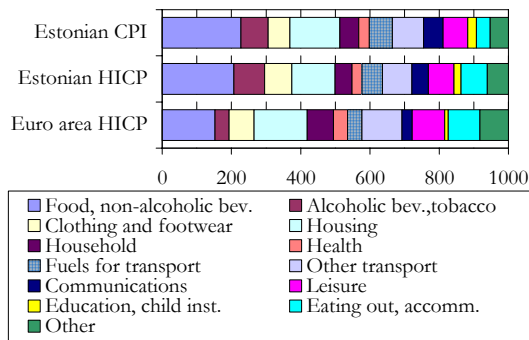 Estonian CPI
Estonian HICP
Euro area HICP
0 200 400 600 800 1000
Food, non-alcoholic bev. Alcoholic bev.,tobacco
Clothing and footwear Housing
Household Health
Fuels for transport Other transport
Communications Leisure
Education, child inst. Eating out, accomm.
Other